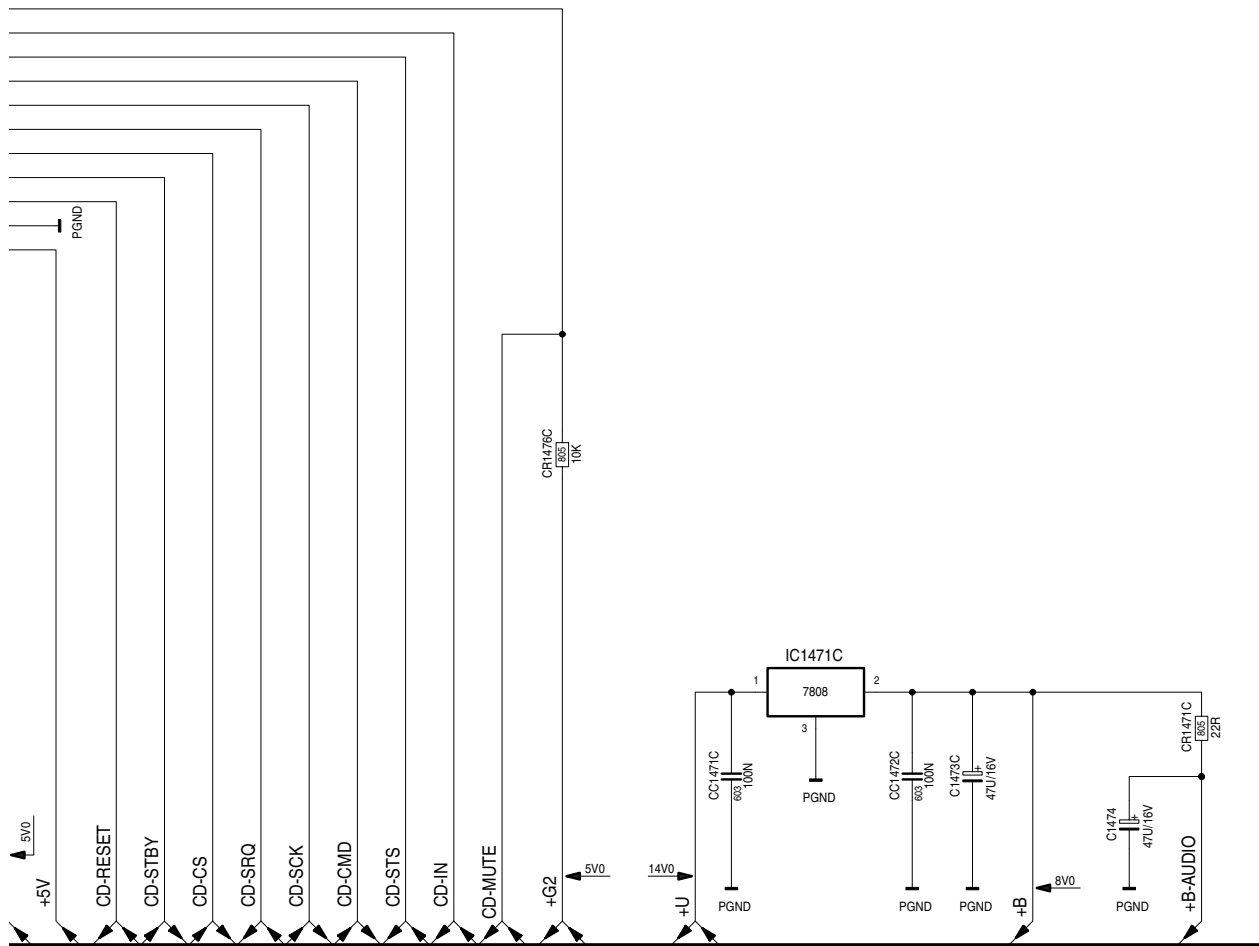 PGND
CR1476C
805
10K
IC1471C
1
7808
2
3
PGND
CC1471C
603
100N
PGND
CC1472C
603
100N
PGND
C1473C
+
47U/16V
PGND
CR1471C
805
22R
C1474
+
47U/16V
PGND
5V0
+5V
CD-RESET
CD-STBY
CD-CS
CD-SRQ
CD-SCK
CD-CMD
CD-STS
CD-IN
CD-MUTE
+G2
5V0
14V0
+U
+B
8V0
+B-AUDIO